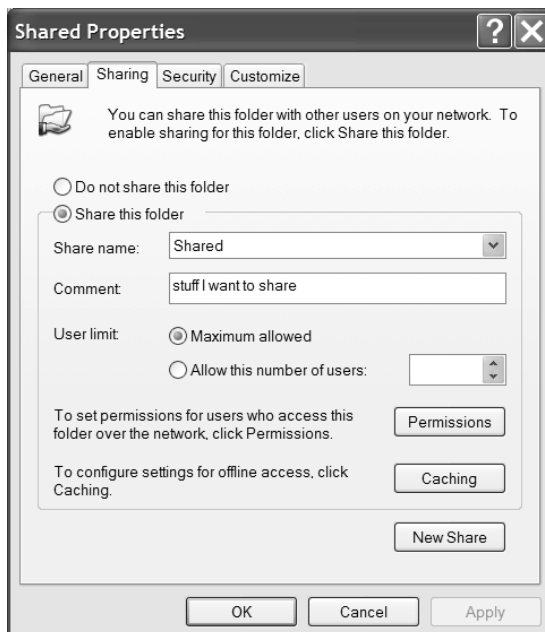 Shared Properties
General Sharing Security Customize
You can share this folder with other users on your network. To
enable sharing for this folder, click Share this folder.
Do not share this folder
Share this folder
Share name: Shared
Comment: stuff I want to share
User limit: Maximum allowed
Allow this number of users:
To set permissions for users who access this
folder over the network, click Permissions.
Permissions
To configure settings for offline access, click
Caching.
Caching
New Share
OK Cancel Apply